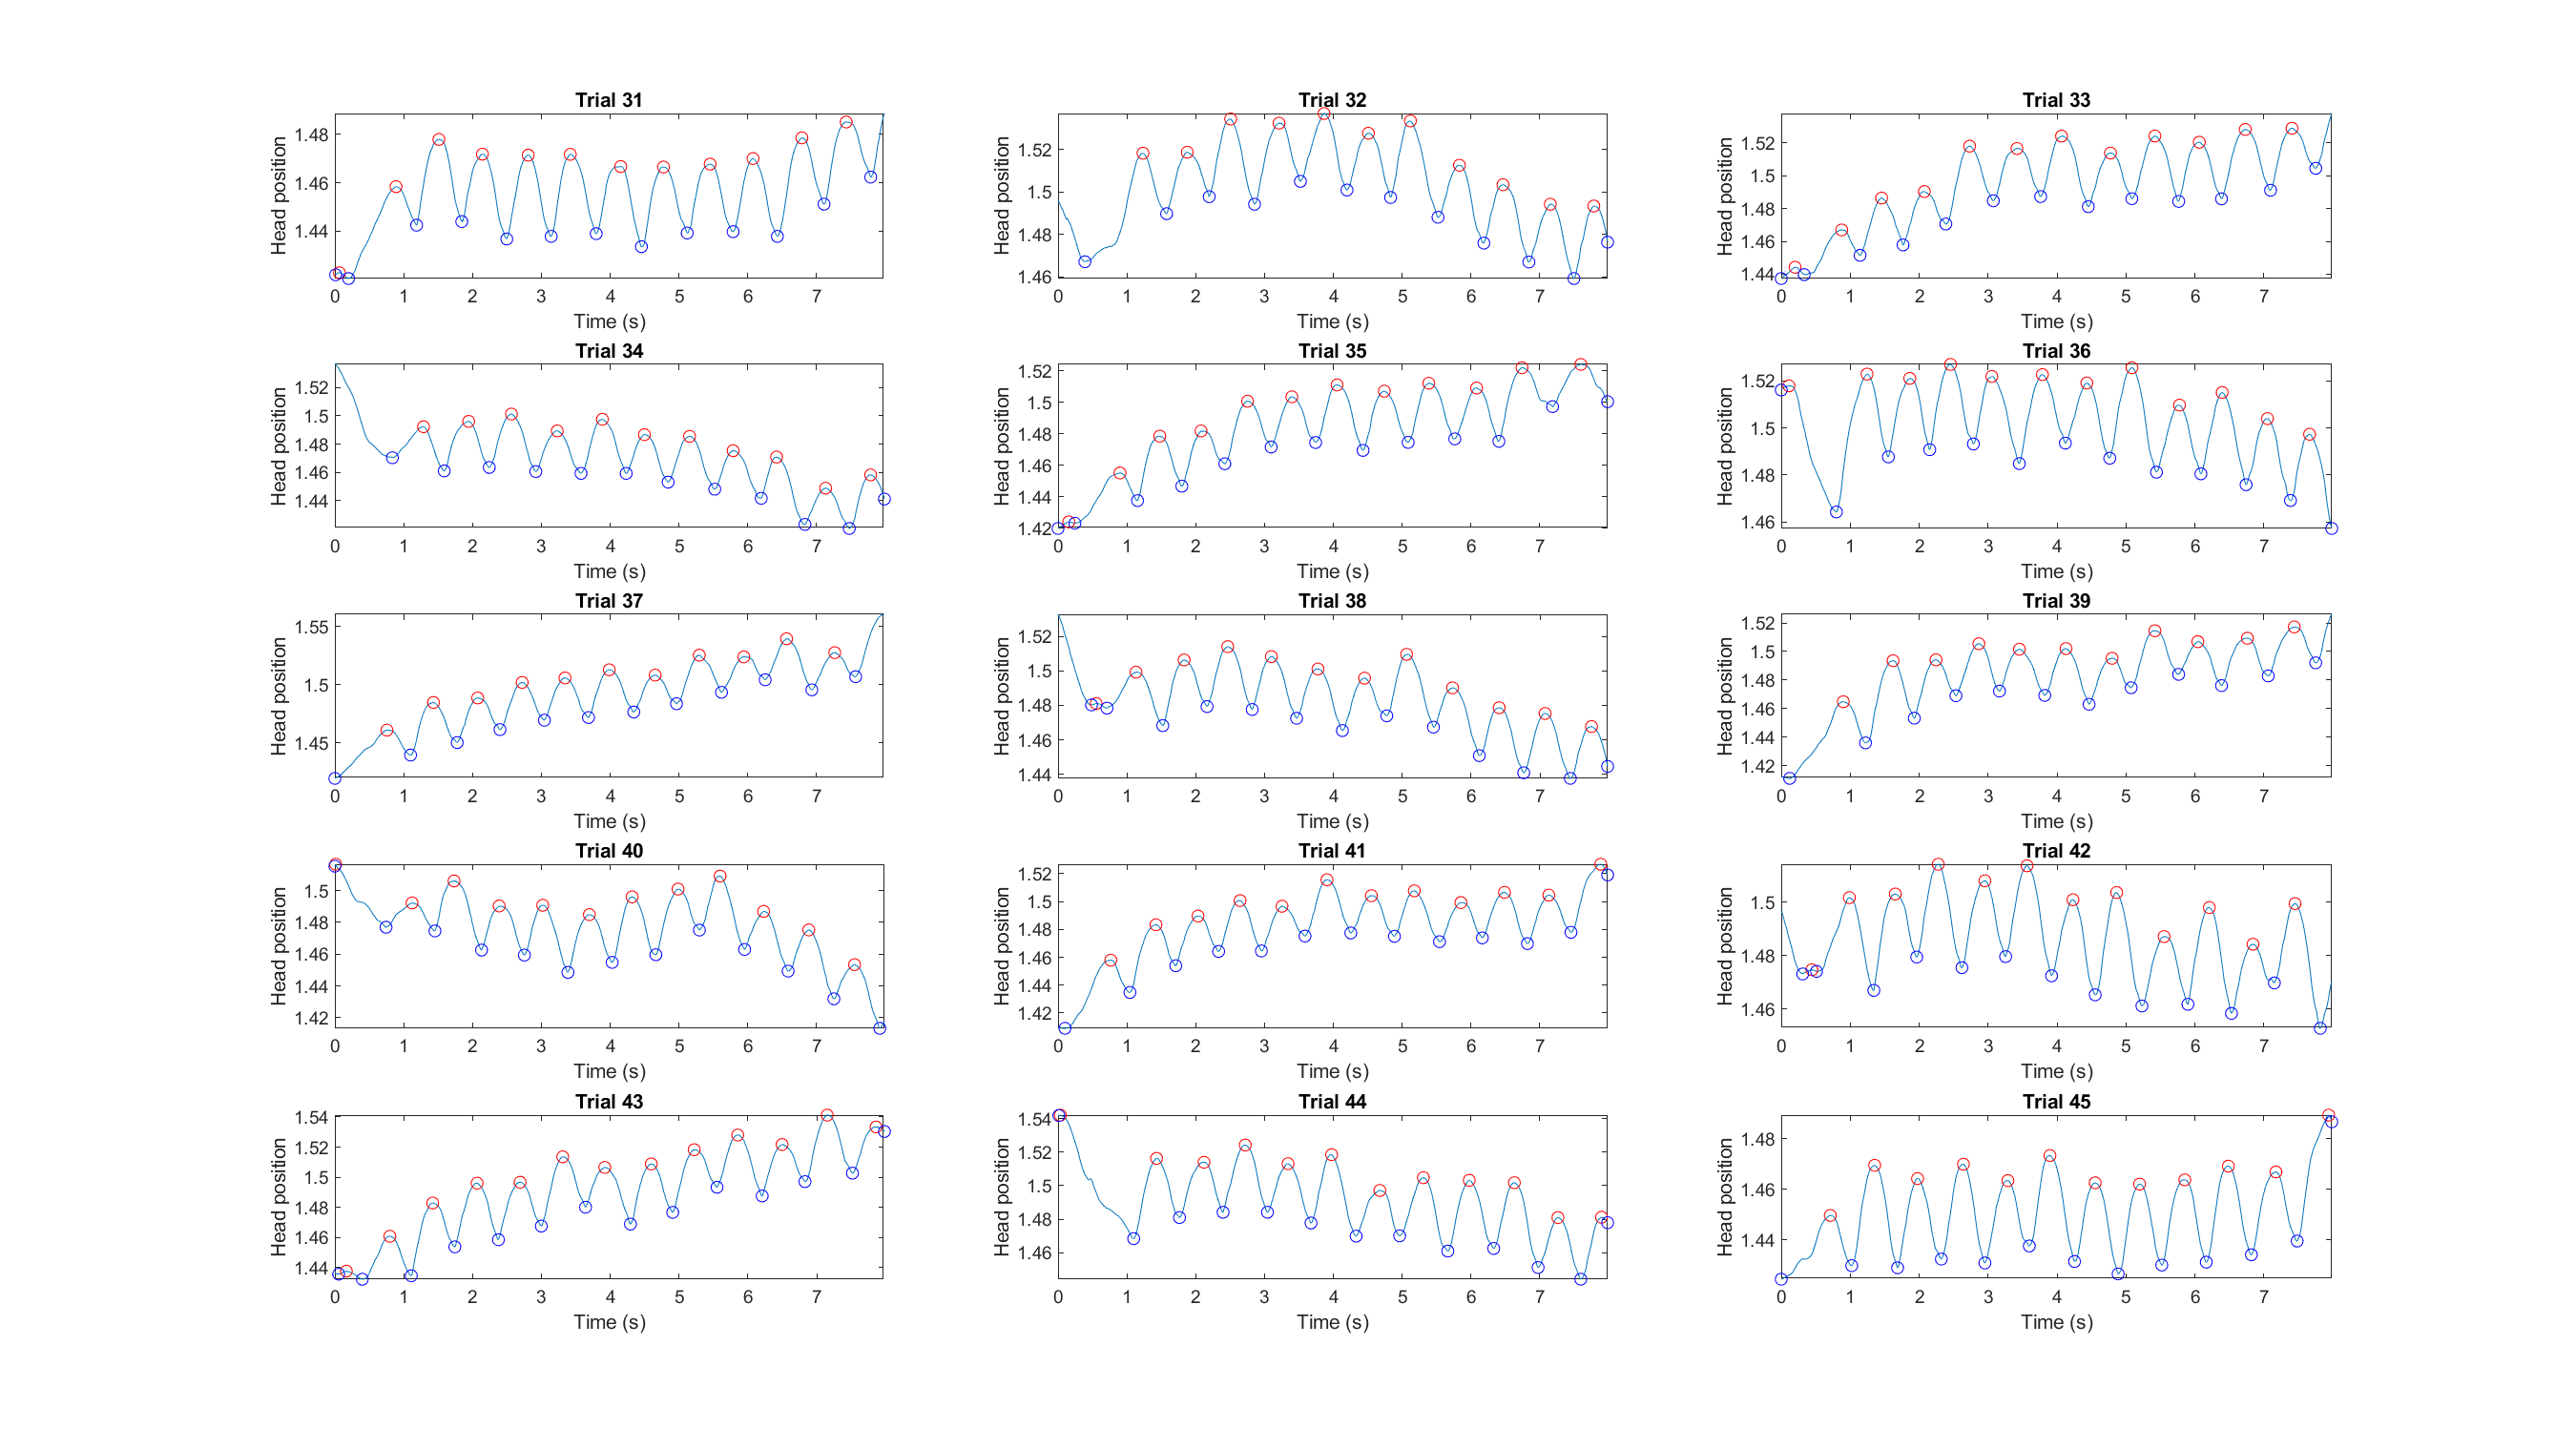 Trial 31
Head position
1.48
1.46
1.44
0 1 2 3 4 5 6 7
Time (s)
Trial 32
Head position
1.52
1.5
1.48
1.46
0 1 2 3 4 5 6 7
Time (s)
Trial 33
Head position
1.52
1.5
1.48
1.46
1.44
0 1 2 3 4 5 6 7
Time (s)
Trial 34
Head position
1.52
1.5
1.48
1.46
1.44
0 1 2 3 4 5 6 7
Time (s)
Trial 35
Head position
1.52
1.5
1.48
1.46
1.44
1.42
0 1 2 3 4 5 6 7
Time (s)
Trial 36
Head position
1.52
1.5
1.48
1.46
0 1 2 3 4 5 6 7
Time (s)
Trial 37
Head position
1.55
1.5
1.45
0 1 2 3 4 5 6 7
Time (s)
Trial 38
Head position
1.52
1.5
1.48
1.46
1.44
0 1 2 3 4 5 6 7
Time (s)
Trial 39
Head position
1.52
1.5
1.48
1.46
1.44
1.42
0 1 2 3 4 5 6 7
Time (s)
Trial 40
Head position
1.5
1.48
1.46
1.44
1.42
0 1 2 3 4 5 6 7
Time (s)
Trial 41
Head position
1.52
1.5
1.48
1.46
1.44
1.42
0 1 2 3 4 5 6 7
Time (s)
Trial 42
Head position
1.5
1.48
1.46
0 1 2 3 4 5 6 7
Time (s)
Trial 43
Head position
1.54
1.52
1.5
1.48
1.46
1.44
0 1 2 3 4 5 6 7
Time (s)
Trial 44
Head position
1.54
1.52
1.5
1.48
1.46
0 1 2 3 4 5 6 7
Time (s)
Trial 45
Head position
1.48
1.46
1.44
0 1 2 3 4 5 6 7
Time (s)